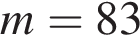 m = 83